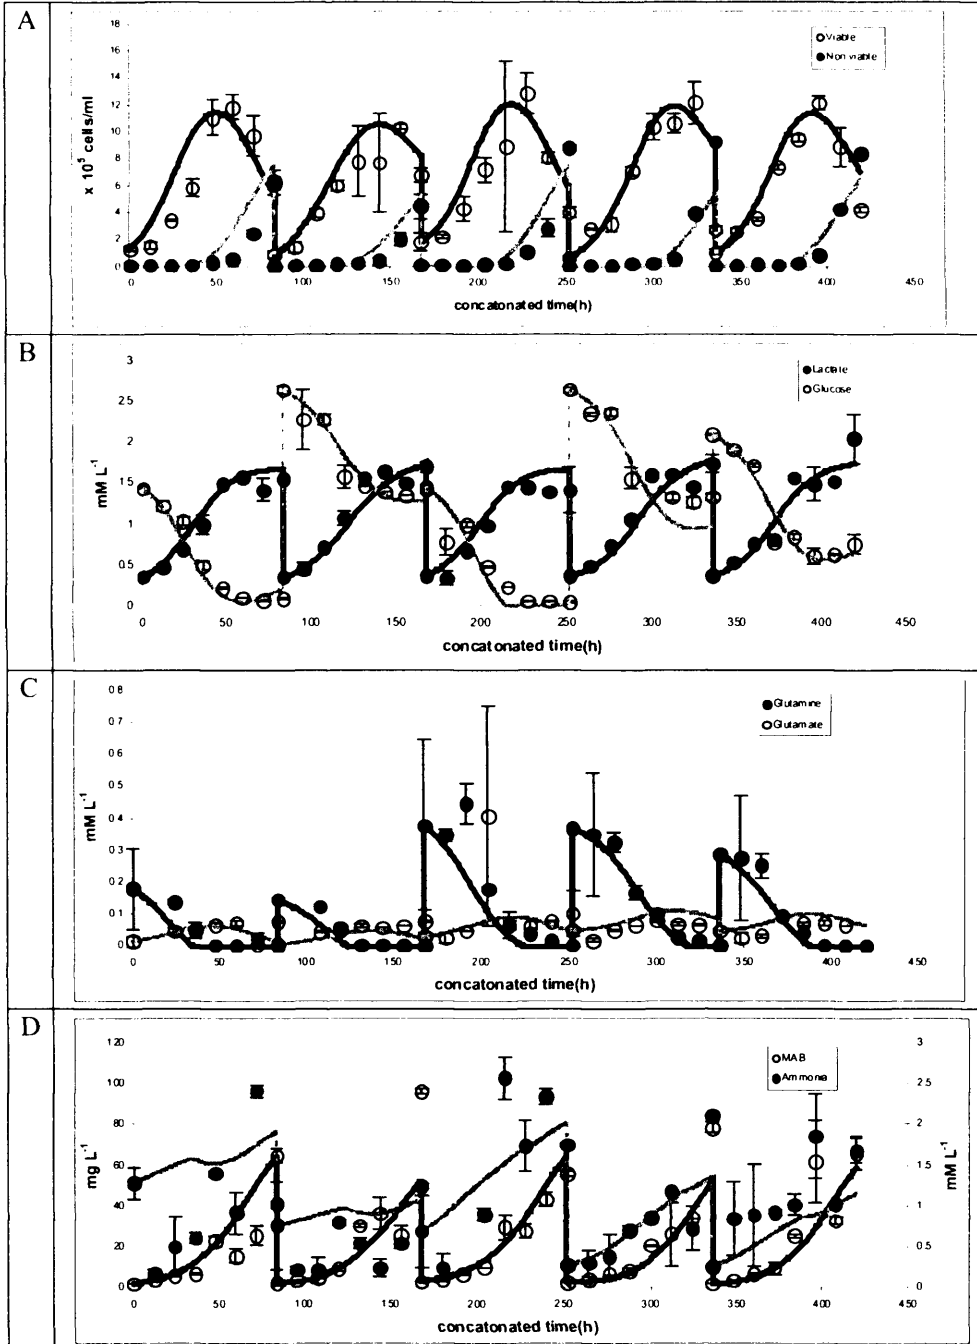 A
18
16
14
12
10
8
6
4
2
0
x 10⁵ cells/ml
Viable
Non viable
0 50 100 150 200 250 300 350 400 450
concatonated time(h)
B
3
2.5
2
1.5
1
0.5
0
mM L⁻¹
Lactate
Glucose
0 50 100 150 200 250 300 350 400 450
concatonated time(h)
C
0.8
0.7
0.6
0.5
0.4
0.3
0.2
0.1
0
mM L⁻¹
Glutamine
Glutamate
0 50 100 150 200 250 300 350 400 450
concatonated time(h)
D
120
100
80
60
40
20
0
mg L⁻¹
MAB
Ammonia
3
2.5
2
1.5
1
0.5
0
mM L⁻¹
0 50 100 150 200 250 300 350 400 450
concatonated time(h)